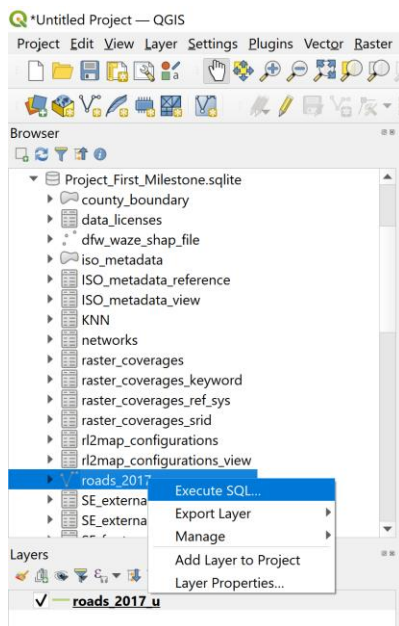 *Untitled Project — QGIS
Project Edit View Layer Settings Plugins Vector Raster
Browser
Project_First_Milestone.sqlite
county_boundary
data_licenses
dfw_waze_shap_file
iso_metadata
ISO_metadata_reference
ISO_metadata_view
KNN
networks
raster_coverages
raster_coverages_keyword
raster_coverages_ref_sys
raster_coverages_srid
rl2map_configurations
rl2map_configurations_view
roads_2017
Execute SQL...
SE_externa
Export Layer
SE_externa
Manage
Add Layer to Project
Layers
Layer Properties...
roads_2017_u